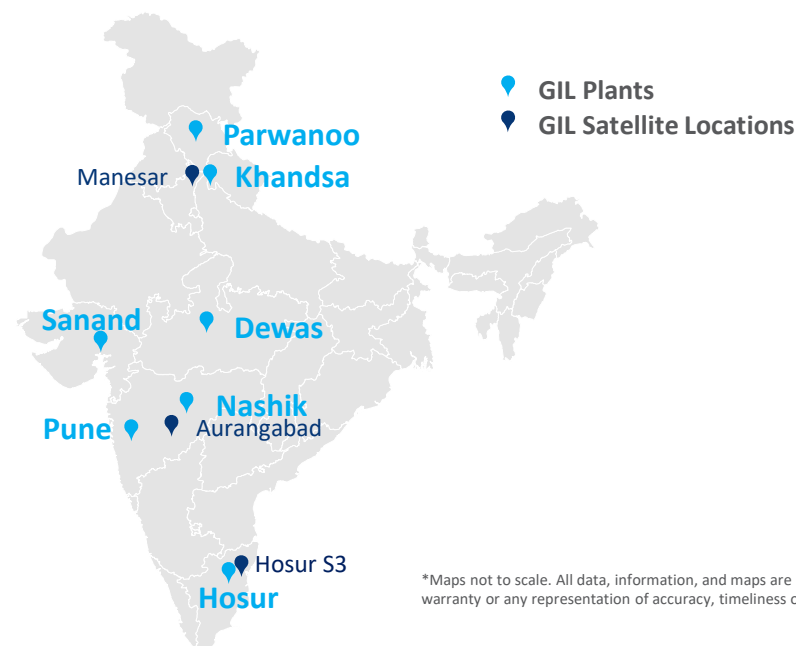 GIL Plants
GIL Satellite Locations
Parwanoo
Manesar
Khandsa
Sanand
Dewas
Nashik
Pune
Aurangabad
Hosur S3
Hosur
*Maps not to scale. All data, information, and maps are
warranty or any representation of accuracy, timeliness